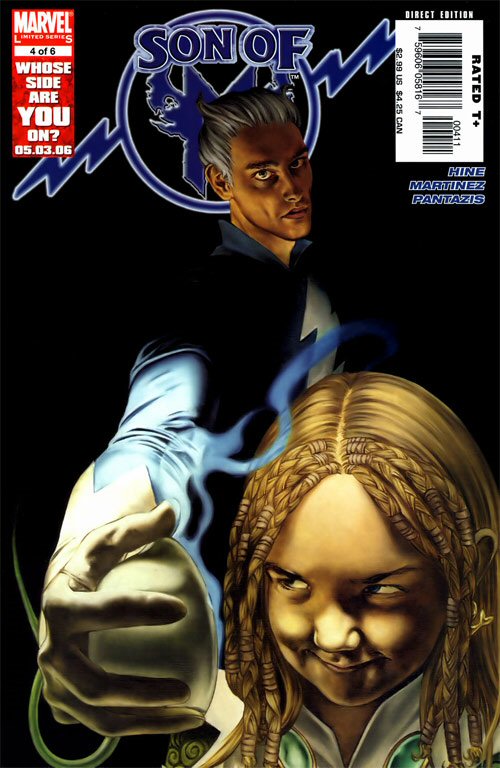 MARVEL
LIMITED SERIES
4 of 6
WHOSE
SIDE
ARE
YOU
ON?
05.03.06
SON OF
M
TM
DIRECT EDITION
RATED T+
$2.99 US $4.25 CAN
7 59606 05816 7
00411
HINE
MARTINEZ
PANTAZIS